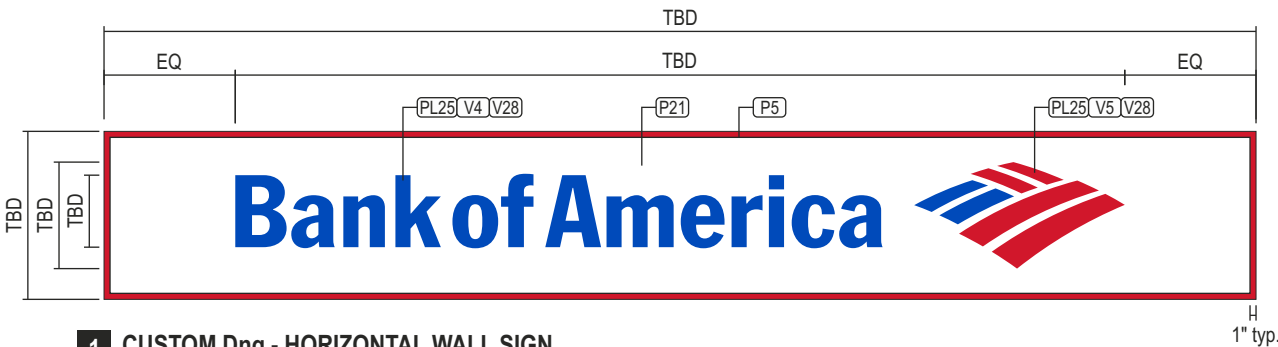 TBD
EQ TBD EQ
PL25 V4 V28 P21 P5 PL25 V5 V28
TBD TBD TBD
Bank of America
1" typ.
1 CUSTOM Dng - HORIZONTAL WALL SIGN